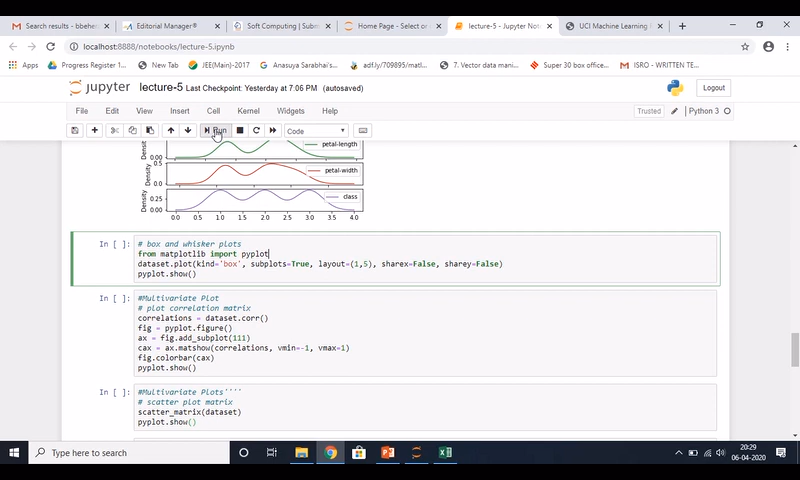 Search results - bbehe
Editorial Manager®
Soft Computing | Subm
Home Page - Select or
lecture-5 - Jupyter Not
UCI Machine Learning
localhost:8888/notebooks/lecture-5.ipynb
Apps
Progress Register 1...
New Tab
JEE(Main)-2017
Anasuya Sarabhai's...
adf.ly/709895/matl...
7. Vector data mani...
Super 30 box office...
ISRO - WRITTEN TE...
jupyter lecture-5 Last Checkpoint: Yesterday at 7:06 PM (autosaved)
Logout
File Edit View Insert Cell Kernel Widgets Help
Trusted
Python 3
Run
Code
Density
0.00
petal-length
Density
0.5
0.0
petal-width
Density
0.25
0.00
class
0.0 0.5 1.0 1.5 2.0 2.5 3.0 3.5 4.0
In [ ]:
# box and whisker plots
from matplotlib import pyplot
dataset.plot(kind='box', subplots=True, layout=(1,5), sharex=False, sharey=False)
pyplot.show()
In [ ]:
#Multivariate Plot
# plot correlation matrix
correlations = dataset.corr()
fig = pyplot.figure()
ax = fig.add_subplot(111)
cax = ax.matshow(correlations, vmin=-1, vmax=1)
fig.colorbar(cax)
pyplot.show()
In [ ]:
#Multivariate Plots''''
# scatter plot matrix
scatter_matrix(dataset)
pyplot.show()
Type here to search
20:29
06-04-2020